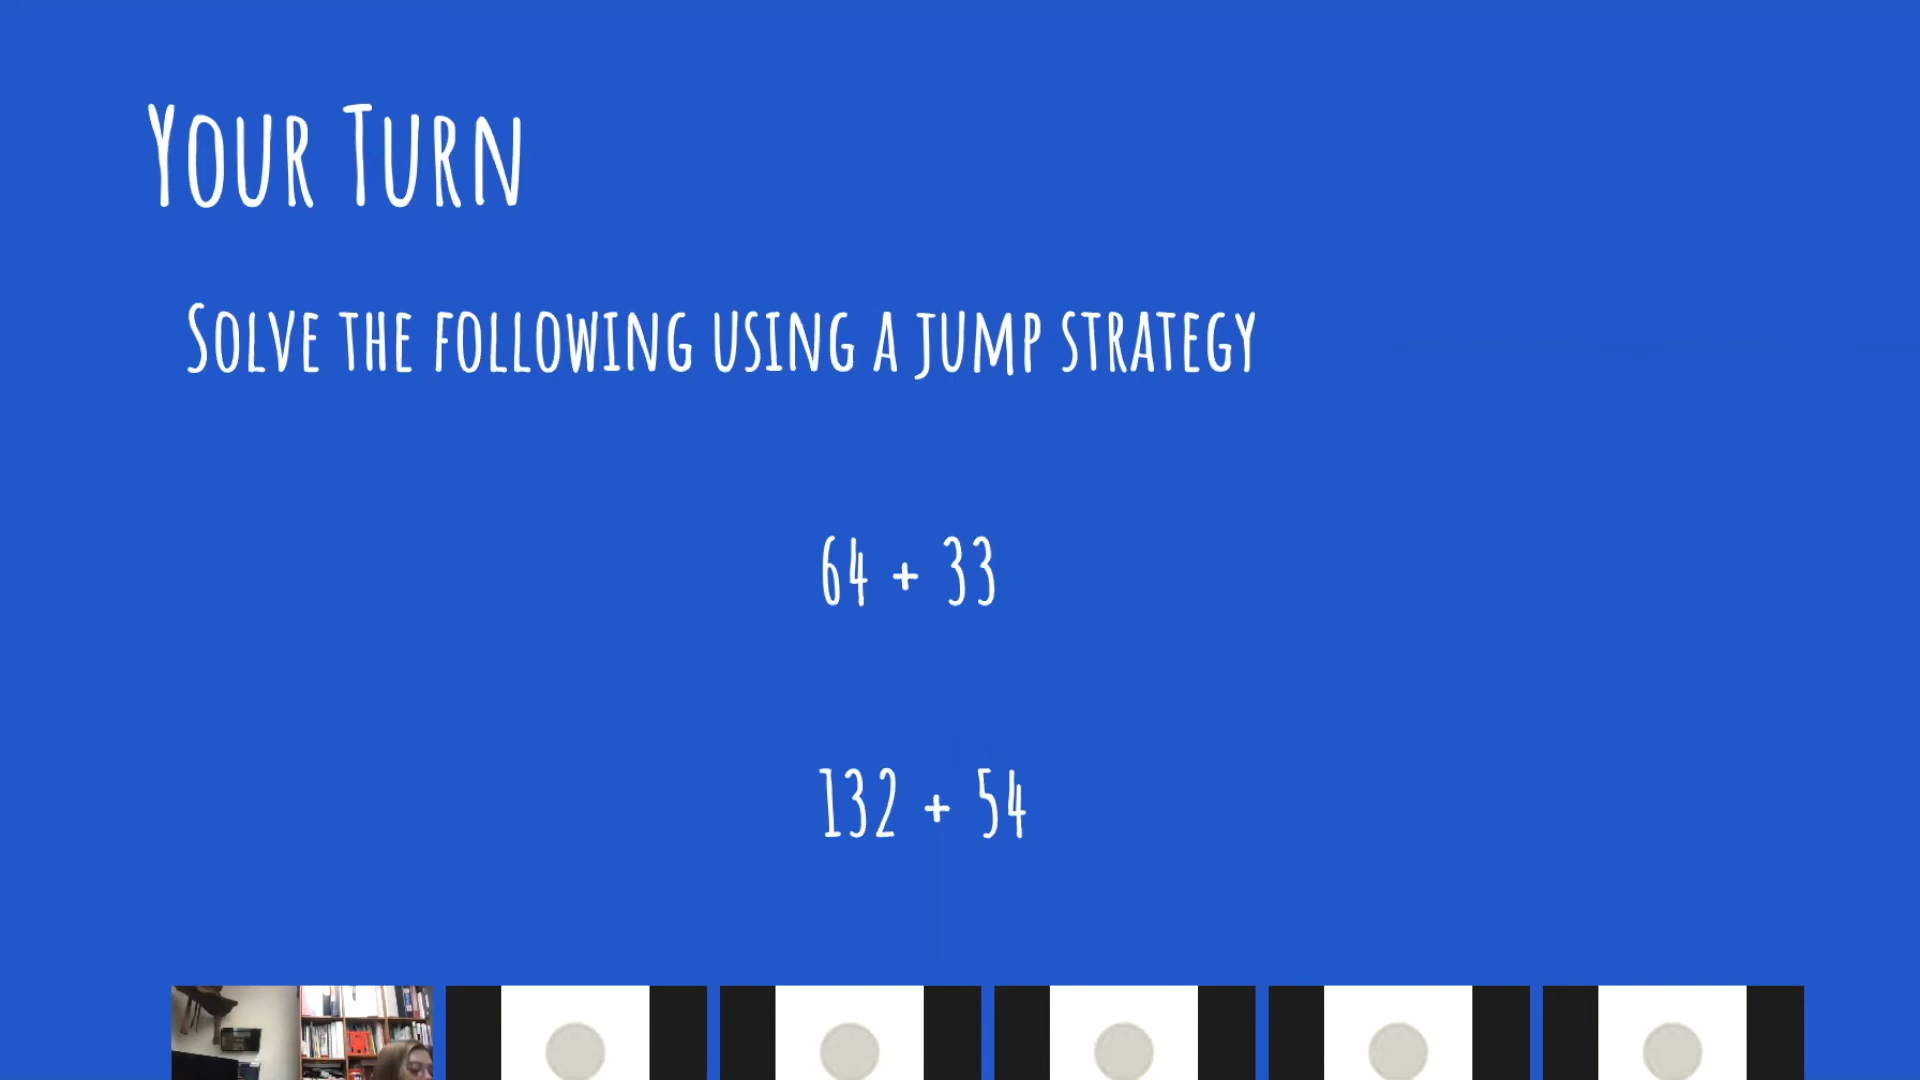 Your Turn
Solve the following using a jump strategy
64 + 33
132 + 54